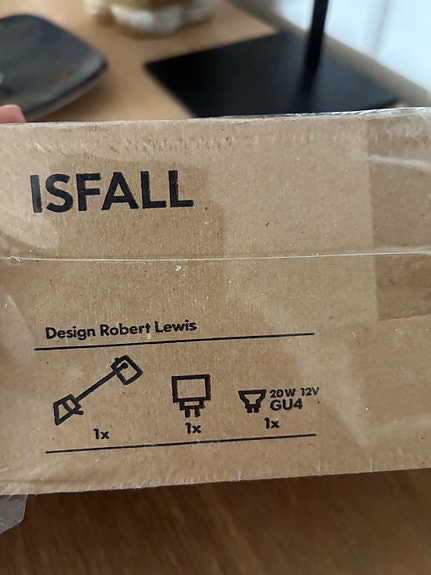 ISFALL
Design Robert Lewis
20W 12V
GU4
1x 1x 1x